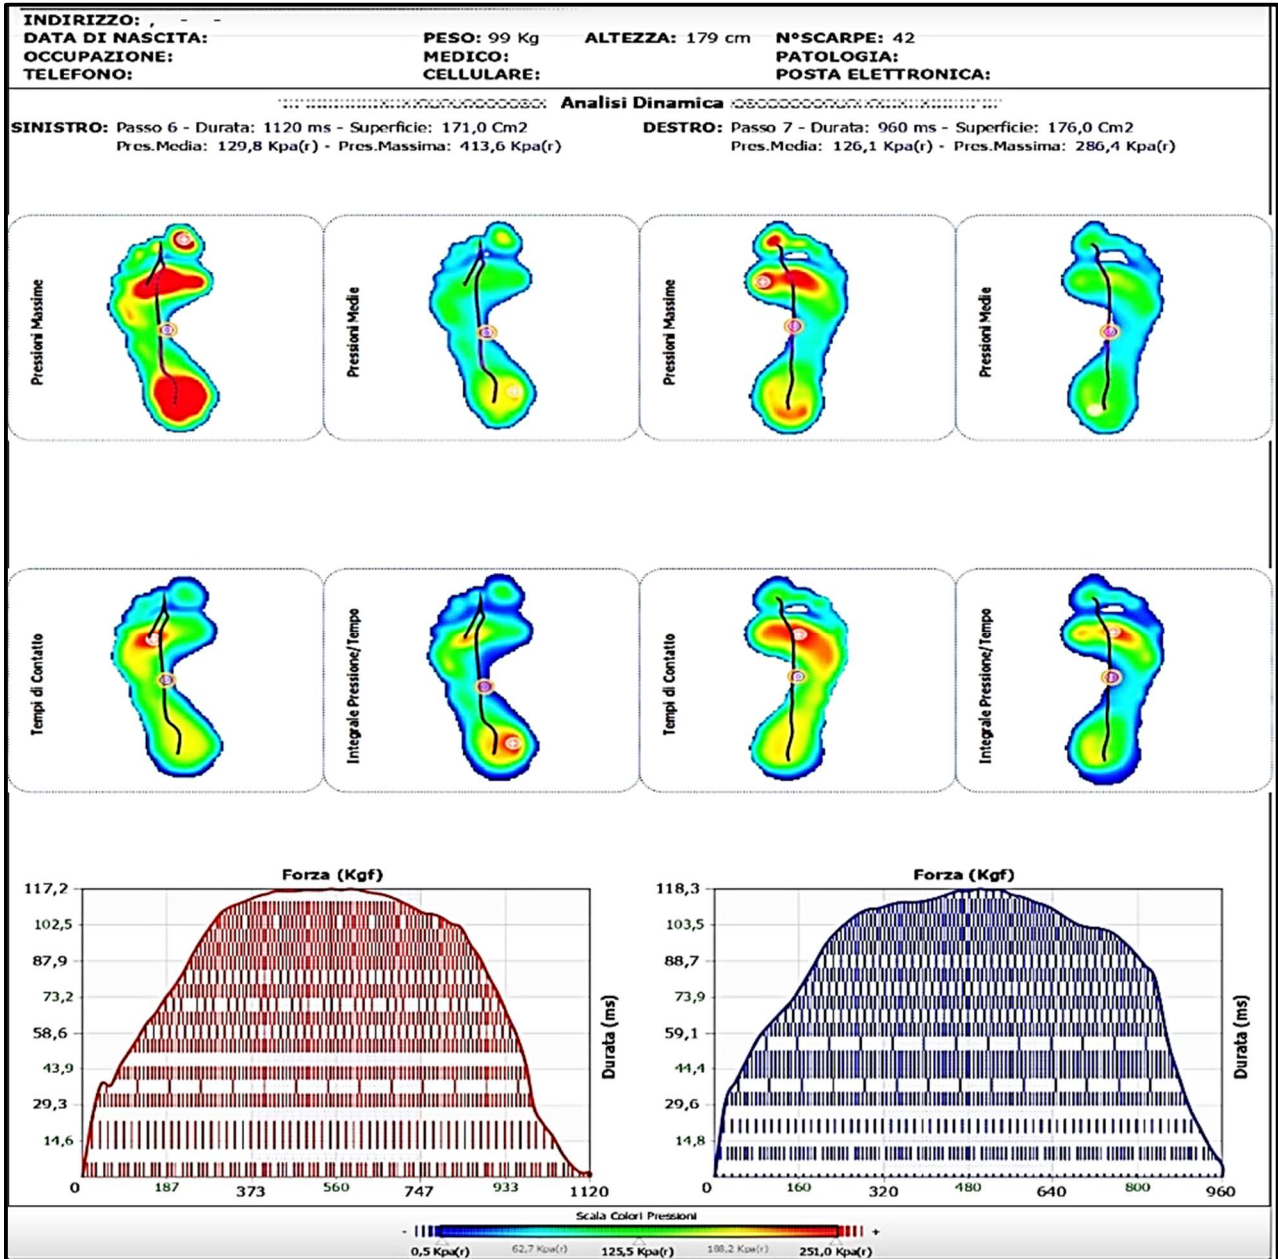 INDIRIZZO: , - -
DATA DI NASCITA: PESO: 99 Kg ALTEZZA: 179 cm N°SCARPE: 42
OCCUPAZIONE: MEDICO: PATOLOGIA:
TELEFONO: CELLULARE: POSTA ELETTRONICA:
Analisi Dinamica
SINISTRO: Passo 6 - Durata: 1120 ms - Superficie: 171,0 Cm2
Pres.Media: 129,8 Kpa(r) - Pres.Massima: 413,6 Kpa(r)
DESTRO: Passo 7 - Durata: 960 ms - Superficie: 176,0 Cm2
Pres.Media: 126,1 Kpa(r) - Pres.Massima: 286,4 Kpa(r)
Pressioni Massime
Pressioni Medie
Pressioni Massime
Pressioni Medie
Tempi di Contatto
Integrale Pressione/Tempo
Tempi di Contatto
Integrale Pressione/Tempo
Forza (Kgf)
117,2
102,5
87,9
73,2
58,6
43,9
29,3
14,6
0 187 373 560 747 933 1120
Durata (ms)
Forza (Kgf)
118,3
103,5
88,7
73,9
59,1
44,4
29,6
14,8
0 160 320 480 640 800 960
Durata (ms)
Scala Colori Pressioni
- +
0,5 Kpa(r) 62,7 Kpa(r) 125,5 Kpa(r) 188,2 Kpa(r) 251,0 Kpa(r)